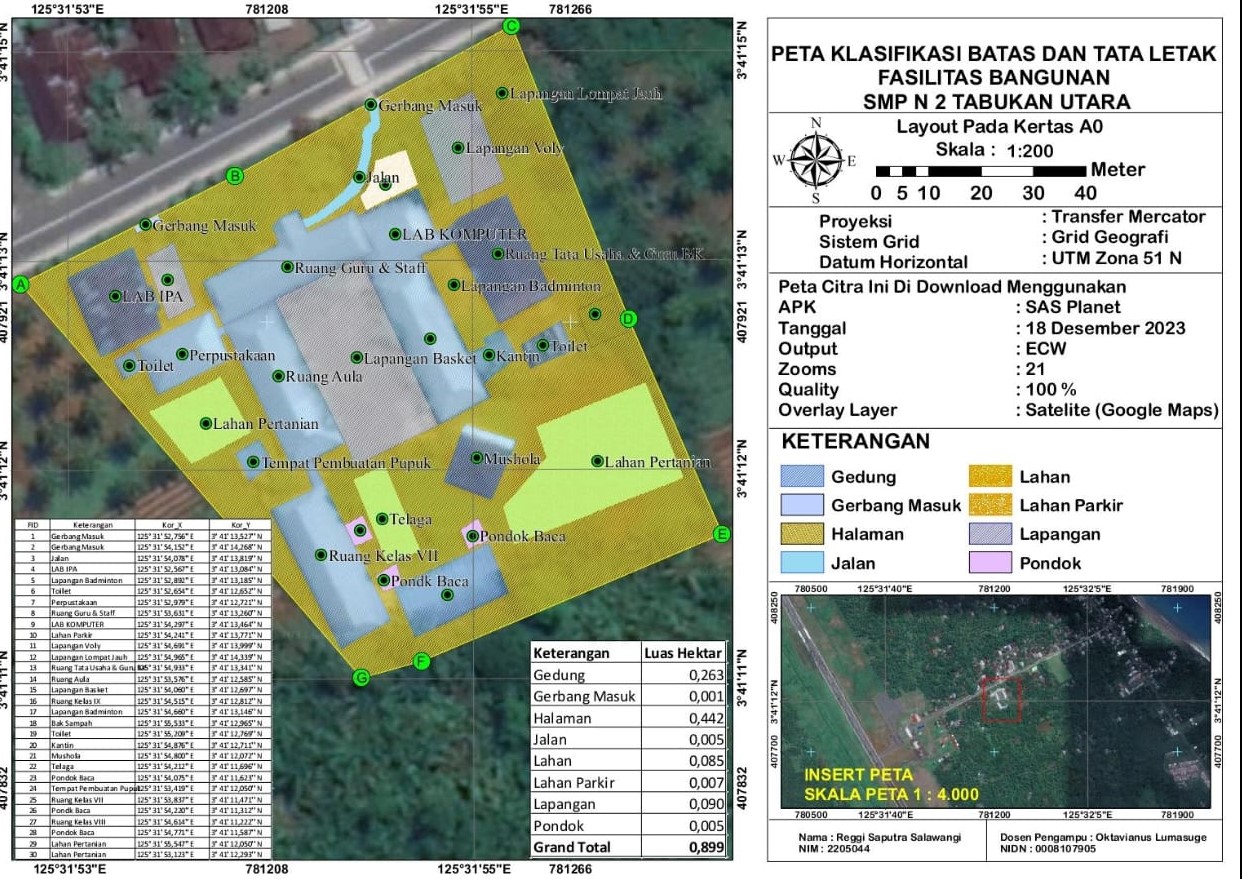 125°31'53"E 781208 125°31'55"E 781266
3°41'15"N
3°41'13"N
407921
3°41'12"N
3°41'11"N
407832
3°41'15"N
3°41'13"N
407921
3°41'12"N
3°41'11"N
407832
C
Lapangan Lompat Jauh
Gerbang Masuk
Lapangan Voly
B
Jalan
Gerbang Masuk
LAB KOMPUTER
Ruang Tata Usaha & Guru BK
Ruang Guru & Staff
A
Lapangan Badminton
LAB IPA
D
Toilet
Perpustakaan
Lapangan Basket
Kantin
Toilet
Ruang Aula
Lahan Pertanian
Tempat Pembuatan Pupuk
Mushola
Lahan Pertanian
Telaga
Pondok Baca
E
Ruang Kelas VII
Pondk Baca
F
G
FID Keterangan Kor_X Kor_Y
1 Gerbang Masuk 125° 31' 52,756" E 3° 41' 13,527" N
2 Gerbang Masuk 125° 31' 54,152" E 3° 41' 14,268" N
3 Jalan 125° 31' 54,078" E 3° 41' 13,819" N
4 LAB IPA 125° 31' 52,567" E 3° 41' 13,084" N
5 Lapangan Badminton 125° 31' 52,892" E 3° 41' 13,185" N
6 Toilet 125° 31' 52,654" E 3° 41' 12,652" N
7 Perpustakaan 125° 31' 52,979" E 3° 41' 12,721" N
8 Ruang Guru & Staff 125° 31' 53,631" E 3° 41' 13,260" N
9 LAB KOMPUTER 125° 31' 54,297" E 3° 41' 13,464" N
10 Lahan Parkir 125° 31' 54,241" E 3° 41' 13,771" N
11 Lapangan Voly 125° 31' 54,691" E 3° 41' 13,999" N
12 Lapangan Lompat Jauh 125° 31' 54,965" E 3° 41' 14,339" N
13 Ruang Tata Usaha & Guru 125° 31' 54,933" E 3° 41' 13,341" N
14 Ruang Aula 125° 31' 53,576" E 3° 41' 12,585" N
15 Lapangan Basket 125° 31' 54,060" E 3° 41' 12,697" N
16 Ruang Kelas IX 125° 31' 54,515" E 3° 41' 12,812" N
17 Lapangan Badminton 125° 31' 54,660" E 3° 41' 13,146" N
18 Bak Sampah 125° 31' 55,533" E 3° 41' 12,965" N
19 Toilet 125° 31' 55,209" E 3° 41' 12,769" N
20 Kantin 125° 31' 54,876" E 3° 41' 12,711" N
21 Mushola 125° 31' 54,800" E 3° 41' 12,072" N
22 Telaga 125° 31' 54,212" E 3° 41' 11,696" N
23 Pondok Baca 125° 31' 54,075" E 3° 41' 11,623" N
24 Tempat Pembuatan Pupuk 125° 31' 53,419" E 3° 41' 12,050" N
25 Ruang Kelas VII 125° 31' 53,837" E 3° 41' 11,471" N
26 Pondk Baca 125° 31' 54,220" E 3° 41' 11,312" N
27 Ruang Kelas VIII 125° 31' 54,614" E 3° 41' 11,222" N
28 Pondok Baca 125° 31' 54,771" E 3° 41' 11,587" N
29 Lahan Pertanian 125° 31' 55,547" E 3° 41' 12,050" N
30 Lahan Pertanian 125° 31' 53,123" E 3° 41' 12,293" N
Keterangan Luas Hektar
Gedung 0,263
Gerbang Masuk 0,001
Halaman 0,442
Jalan 0,005
Lahan 0,085
Lahan Parkir 0,007
Lapangan 0,090
Pondok 0,005
Grand Total 0,899
125°31'53"E 781208 125°31'55"E 781266
PETA KLASIFIKASI BATAS DAN TATA LETAK
FASILITAS BANGUNAN
SMP N 2 TABUKAN UTARA
N
W E
S
Layout Pada Kertas A0
Skala : 1:200
Meter
0 5 10 20 30 40
Proyeksi : Transfer Mercator
Sistem Grid : Grid Geografi
Datum Horizontal : UTM Zona 51 N
Peta Citra Ini Di Download Menggunakan
APK : SAS Planet
Tanggal : 18 Desember 2023
Output : ECW
Zooms : 21
Quality : 100 %
Overlay Layer : Satelite (Google Maps)
KETERANGAN
Gedung Lahan
Gerbang Masuk Lahan Parkir
Halaman Lapangan
Jalan Pondok
780500 125°31'40"E 781200 125°32'5"E 781900
408250
407700
408250
3°41'12"N
407700
INSERT PETA
SKALA PETA 1 : 4.000
780500 125°31'40"E 781200 125°32'5"E 781900
Nama : Reggi Saputra Salawangi
NIM : 2205044
Dosen Pengampu : Oktavianus Lumasuge
NIDN : 0008107905